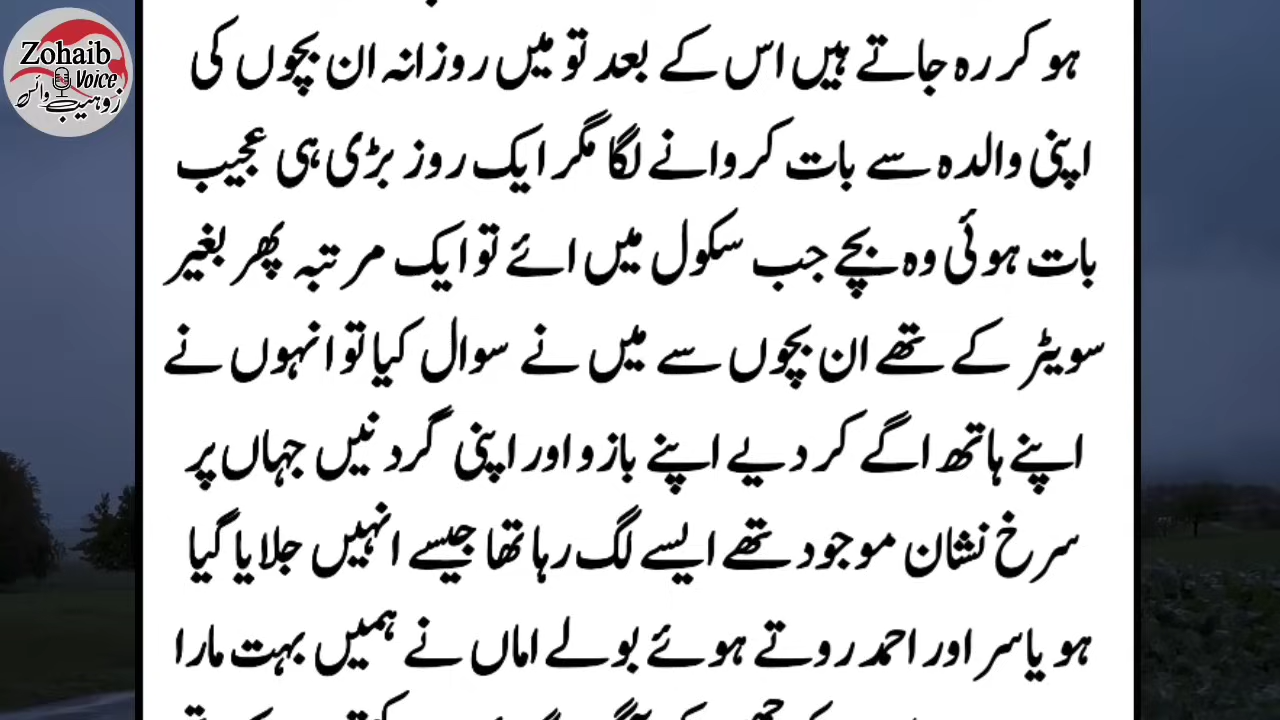 Zohaib
Voice
زوہیب وائس
ہو کر رہ جاتے ہیں اس کے بعد تو میں روزانہ ان بچوں کی
اپنی والدہ سے بات کروانے لگا مگر ایک روز بڑی ہی عجیب
بات ہوئی وہ بچے جب سکول میں ائے تو ایک مرتبہ پھر بغیر
سویٹر کے تھے ان بچوں سے میں نے سوال کیا تو انہوں نے
اپنے ہاتھ اگے کر دیے اپنے بازو اور اپنی گردنیں جہاں پر
سرخ نشان موجود تھے ایسے لگ رہا تھا جیسے انہیں جلایا گیا
ہو یاسر اور احمد روتے ہوئے بولے اماں نے ہمیں بہت مارا